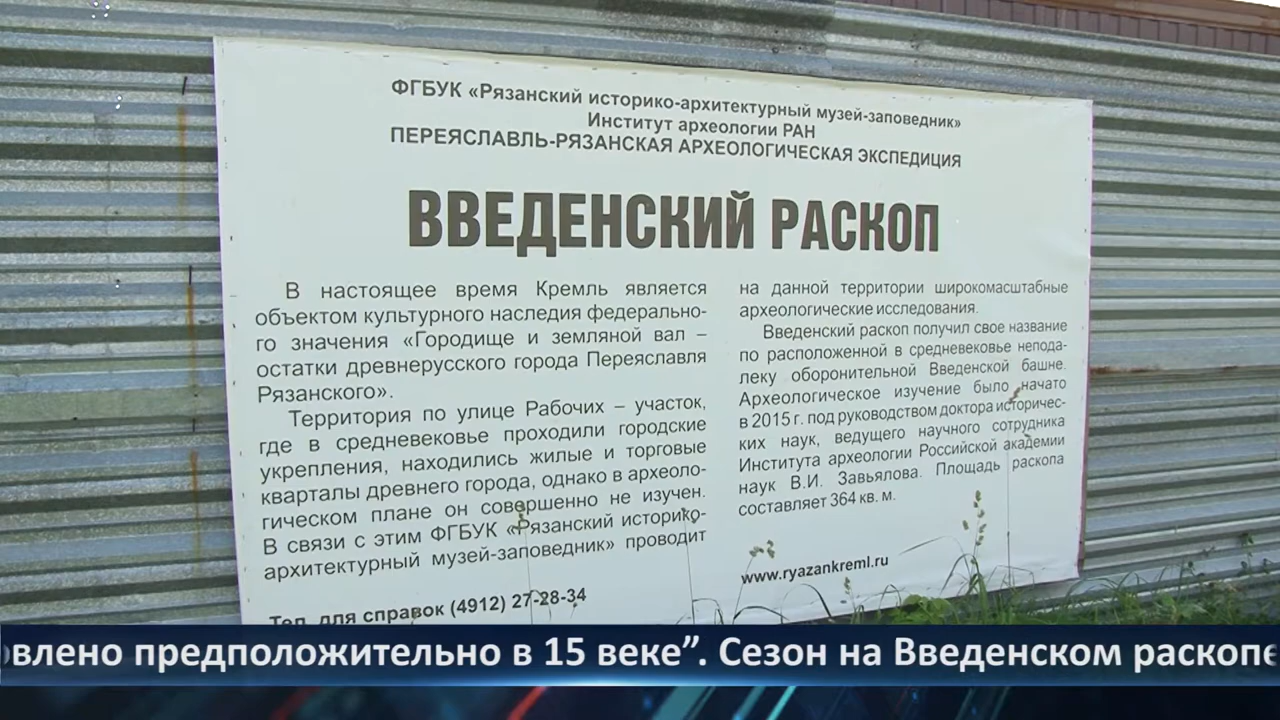 ФГБУК «Рязанский историко-архитектурный музей-заповедник»
Институт археологии РАН
ПЕРЕЯСЛАВЛЬ-РЯЗАНСКАЯ АРХЕОЛОГИЧЕСКАЯ ЭКСПЕДИЦИЯ
ВВЕДЕНСКИЙ РАСКОП
В настоящее время Кремль является
объектом культурного наследия федерально-
го значения «Городище и земляной вал –
остатки древнерусского города Переяславля
Рязанского».
Территория по улице Рабочих – участок,
где в средневековье проходили городские
укрепления, находились жилые и торговые
кварталы древнего города, однако в археоло-
гическом плане он совершенно не изучен.
В связи с этим ФГБУК «Рязанский историко-
архитектурный музей-заповедник» проводит
на данной территории широкомасштабные
археологические исследования.
Введенский раскоп получил свое название
по расположенной в средневековье непода-
леку оборонительной Введенской башне.
Археологическое изучение было начато
в 2015 г. под руководством доктора историчес-
ких наук, ведущего научного сотрудника
Института археологии Российской академии
наук В.И. Завьялова. Площадь раскопа
составляет 364 кв. м.
Тел. для справок (4912) 27-28-34
www.ryazankreml.ru
овлено предположительно в 15 веке”. Сезон на Введенском раскопе